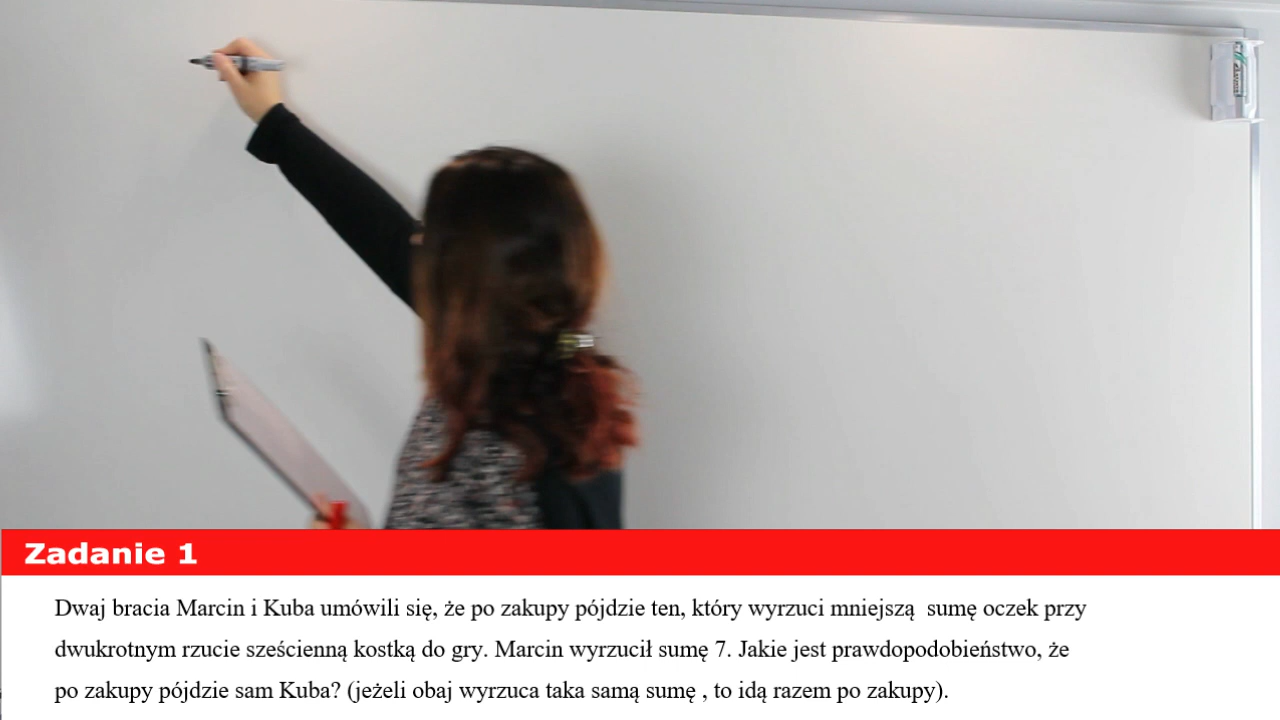 Zadanie 1
Dwaj bracia Marcin i Kuba umówili się, że po zakupy pójdzie ten, który wyrzuci mniejszą sumę oczek przy
dwukrotnym rzucie sześcienną kostką do gry. Marcin wyrzucił sumę 7. Jakie jest prawdopodobieństwo, że
po zakupy pójdzie sam Kuba? (jeżeli obaj wyrzuca taka samą sumę , to idą razem po zakupy).